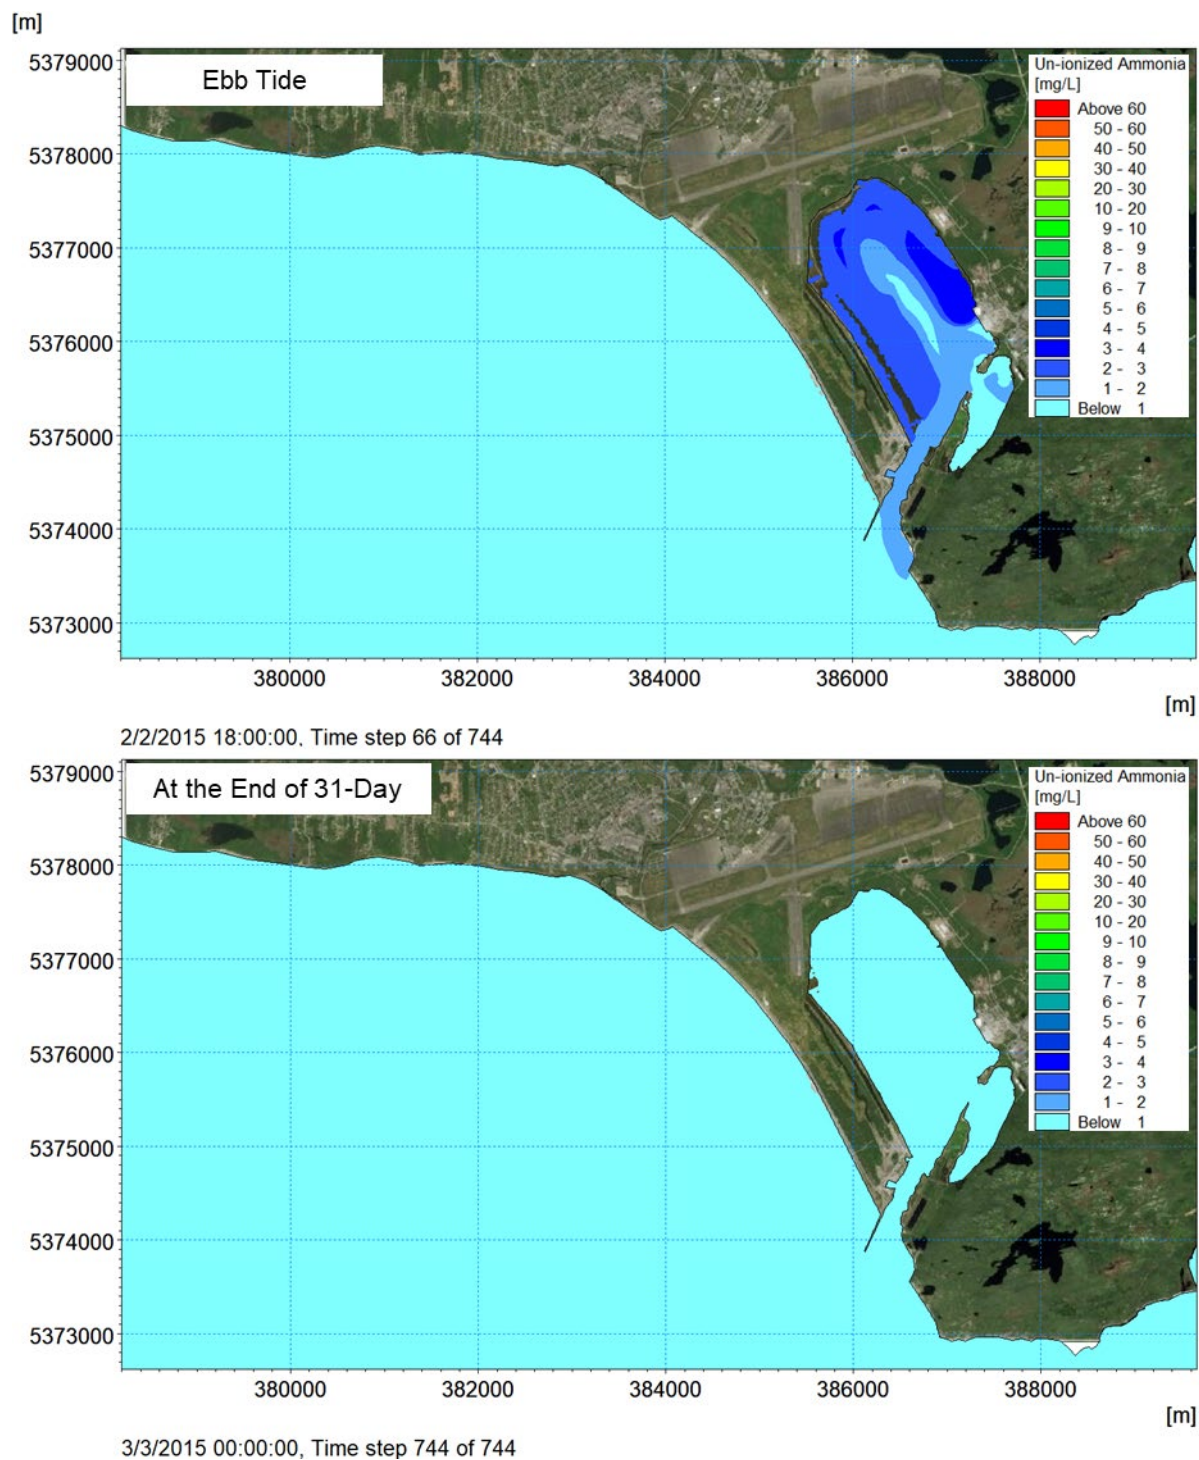 [m]
5379000
5378000
5377000
5376000
5375000
5374000
5373000
Ebb Tide
Un-ionized Ammonia
[mg/L]
Above 60
50 - 60
40 - 50
30 - 40
20 - 30
10 - 20
9 - 10
8 - 9
7 - 8
6 - 7
5 - 6
4 - 5
3 - 4
2 - 3
1 - 2
Below 1
380000 382000 384000 386000 388000
[m]
2/2/2015 18:00:00, Time step 66 of 744
5379000
5378000
5377000
5376000
5375000
5374000
5373000
At the End of 31-Day
Un-ionized Ammonia
[mg/L]
Above 60
50 - 60
40 - 50
30 - 40
20 - 30
10 - 20
9 - 10
8 - 9
7 - 8
6 - 7
5 - 6
4 - 5
3 - 4
2 - 3
1 - 2
Below 1
380000 382000 384000 386000 388000
[m]
3/3/2015 00:00:00, Time step 744 of 744